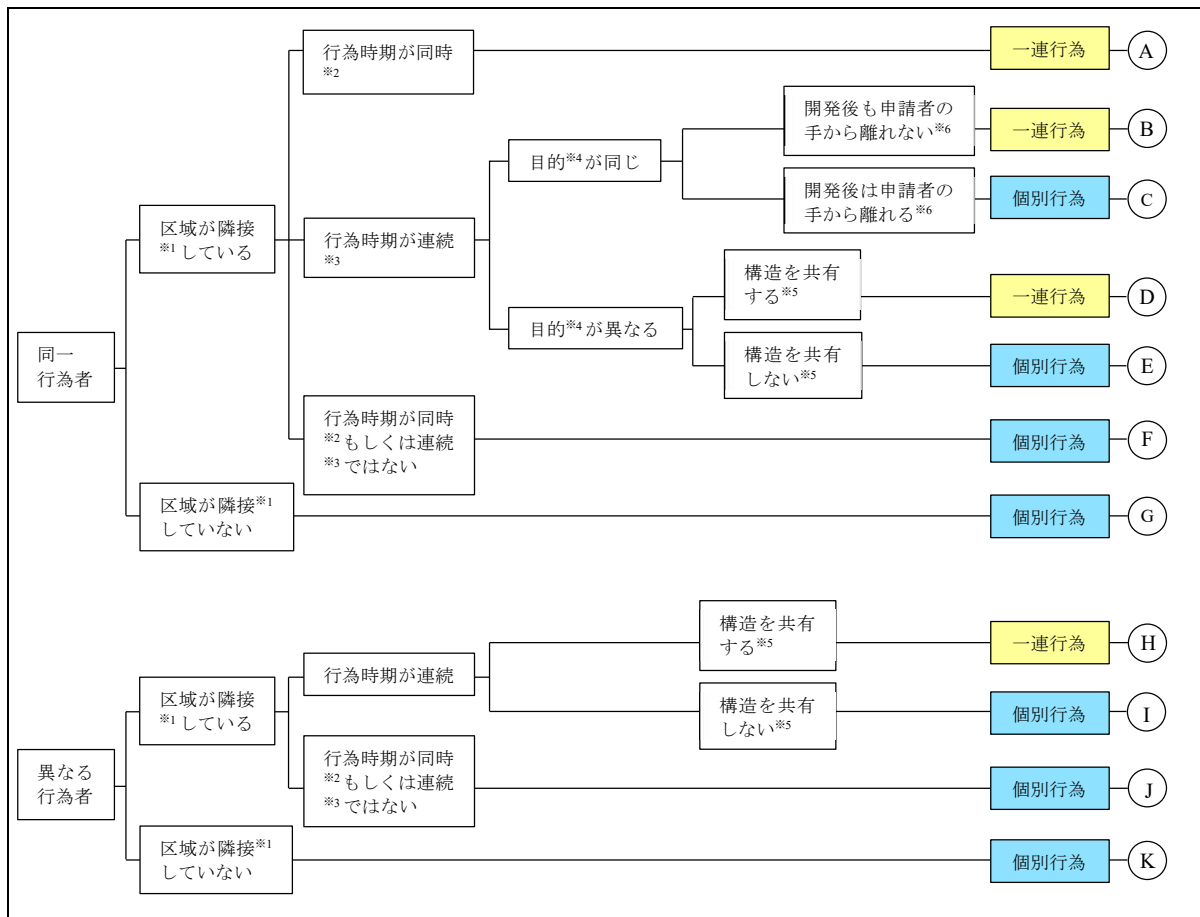 行為時期が同時
※2
一連行為
A
開発後も申請者の
手から離れない※6
一連行為
B
目的※4が同じ
開発後は申請者の
手から離れる※6
個別行為
C
区域が隣接
※1している
行為時期が連続
※3
構造を共有
する※5
一連行為
D
目的※4が異なる
同一
行為者
構造を共有
しない※5
個別行為
E
行為時期が同時
※2もしくは連続
※3ではない
個別行為
F
区域が隣接※1
していない
個別行為
G
構造を共有
する※5
一連行為
H
行為時期が連続
区域が隣接
※1している
構造を共有
しない※5
個別行為
I
異なる
行為者
行為時期が同時
※2もしくは連続
※3ではない
個別行為
J
区域が隣接※1
していない
個別行為
K